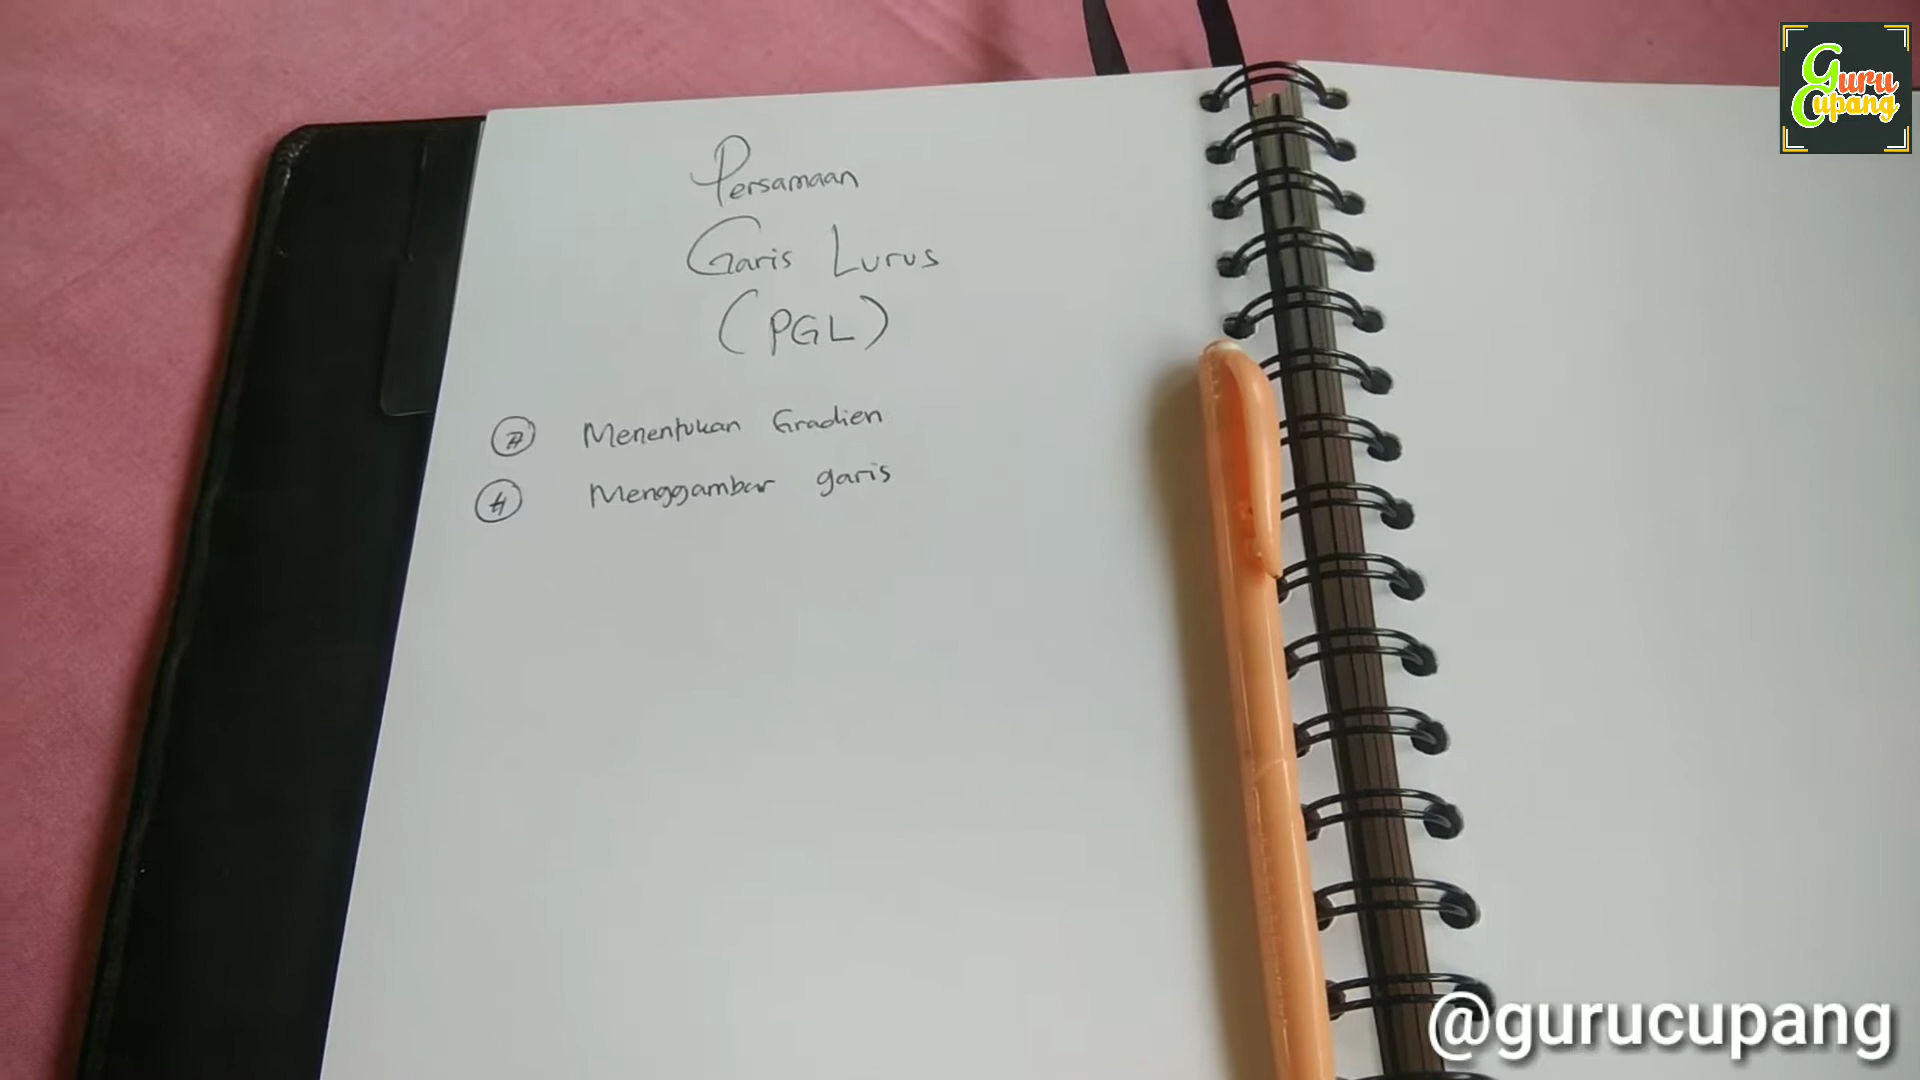 Persamaan
Garis Lurus
(PGL)
# Menentukan Gradien
# Menggambar garis
Guru
Cupang
@gurucupang